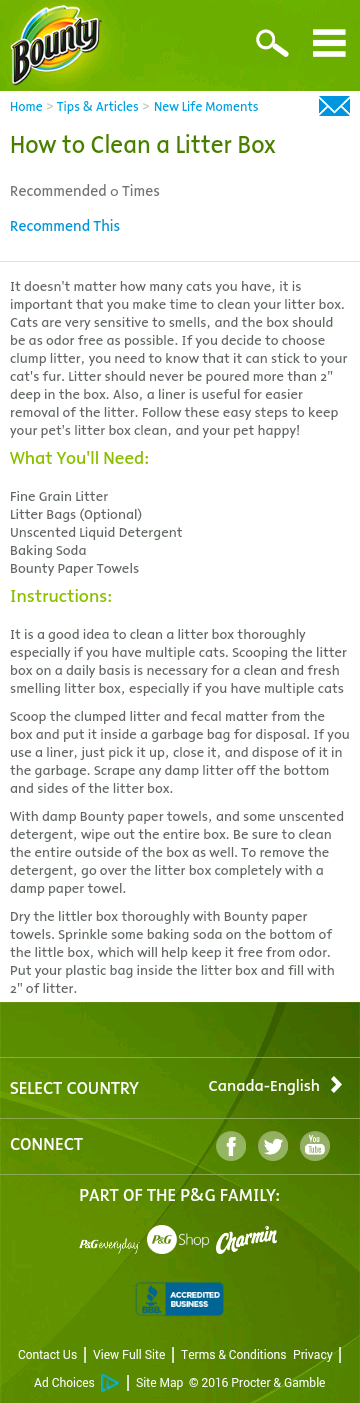 Bounty
Home > Tips & Articles > New Life Moments
How to Clean a Litter Box
Recommended 0 Times
Recommend This
It doesn't matter how many cats you have, it is
important that you make time to clean your litter box.
Cats are very sensitive to smells, and the box should
be as odor free as possible. If you decide to choose
clump litter, you need to know that it can stick to your
cat's fur. Litter should never be poured more than 2"
deep in the box. Also, a liner is useful for easier
removal of the litter. Follow these easy steps to keep
your pet's litter box clean, and your pet happy!
What You'll Need:
Fine Grain Litter
Litter Bags (Optional)
Unscented Liquid Detergent
Baking Soda
Bounty Paper Towels
Instructions:
It is a good idea to clean a litter box thoroughly
especially if you have multiple cats. Scooping the litter
box on a daily basis is necessary for a clean and fresh
smelling litter box, especially if you have multiple cats
Scoop the clumped litter and fecal matter from the
box and put it inside a garbage bag for disposal. If you
use a liner, just pick it up, close it, and dispose of it in
the garbage. Scrape any damp litter off the bottom
and sides of the litter box.
With damp Bounty paper towels, and some unscented
detergent, wipe out the entire box. Be sure to clean
the entire outside of the box as well. To remove the
detergent, go over the litter box completely with a
damp paper towel.
Dry the littler box thoroughly with Bounty paper
towels. Sprinkle some baking soda on the bottom of
the little box, which will help keep it free from odor.
Put your plastic bag inside the litter box and fill with
2" of litter.
SELECT COUNTRY Canada-English
CONNECT f You Tube
PART OF THE P&G FAMILY:
P&G everyday P&G Shop Charmin
BBB ACCREDITED
BUSINESS
Contact Us | View Full Site | Terms & Conditions Privacy |
Ad Choices | Site Map © 2016 Procter & Gamble